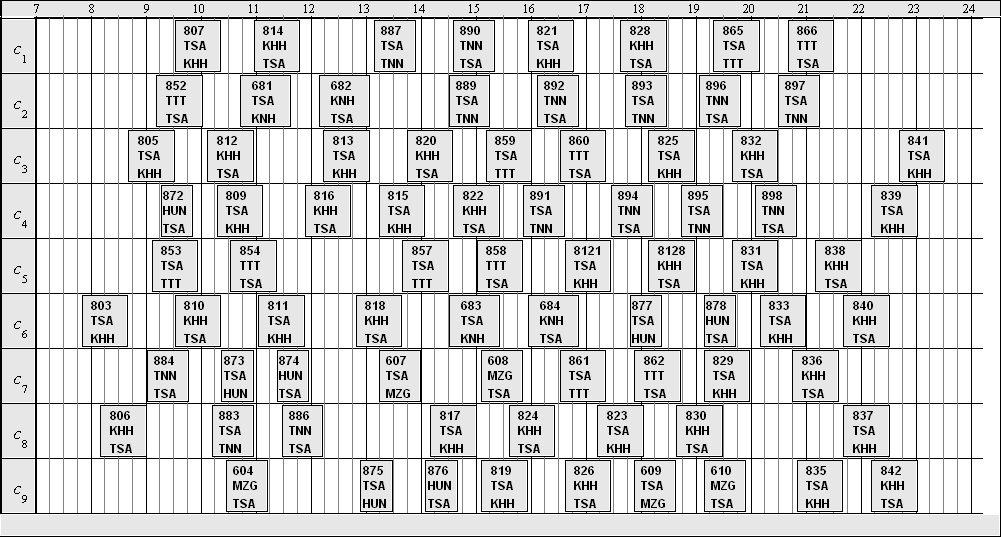 7 8 9 10 11 12 13 14 15 16 17 18 19 20 21 22 23 24
807 814 887 890 821 828 865 866
c1 TSA KHH TSA TNN TSA KHH TSA TTT
KHH TSA TNN TSA KHH TSA TTT TSA
852 681 682 889 892 893 896 897
c2 TTT TSA KNH TSA TNN TSA TNN TSA
TSA KNH TSA TNN TSA TNN TSA TNN
805 812 813 820 859 860 825 832 841
c3 TSA KHH TSA KHH TSA TTT TSA KHH TSA
KHH TSA KHH TSA TTT TSA KHH TSA KHH
872 809 816 815 822 891 894 895 898 839
c4 HUN TSA KHH TSA KHH TSA TNN TSA TNN TSA
TSA KHH TSA KHH TSA TNN TSA TNN TSA KHH
853 854 857 858 8121 8128 831 838
c5 TSA TTT TSA TTT TSA KHH TSA KHH
TTT TSA TTT TSA KHH TSA KHH TSA
803 810 811 818 683 684 877 878 833 840
c6 TSA KHH TSA KHH TSA KNH TSA HUN TSA KHH
KHH TSA KHH TSA KNH TSA HUN TSA KHH TSA
884 873 874 607 608 861 862 829 836
c7 TNN TSA HUN TSA MZG TSA TTT TSA KHH
TSA HUN TSA MZG TSA TTT TSA KHH TSA
806 883 886 817 824 823 830 837
c8 KHH TSA TNN TSA KHH TSA KHH TSA
TSA TNN TSA KHH TSA KHH TSA KHH
604 875 876 819 826 609 610 835 842
c9 MZG TSA HUN TSA KHH TSA MZG TSA KHH
TSA HUN TSA KHH TSA MZG TSA KHH TSA